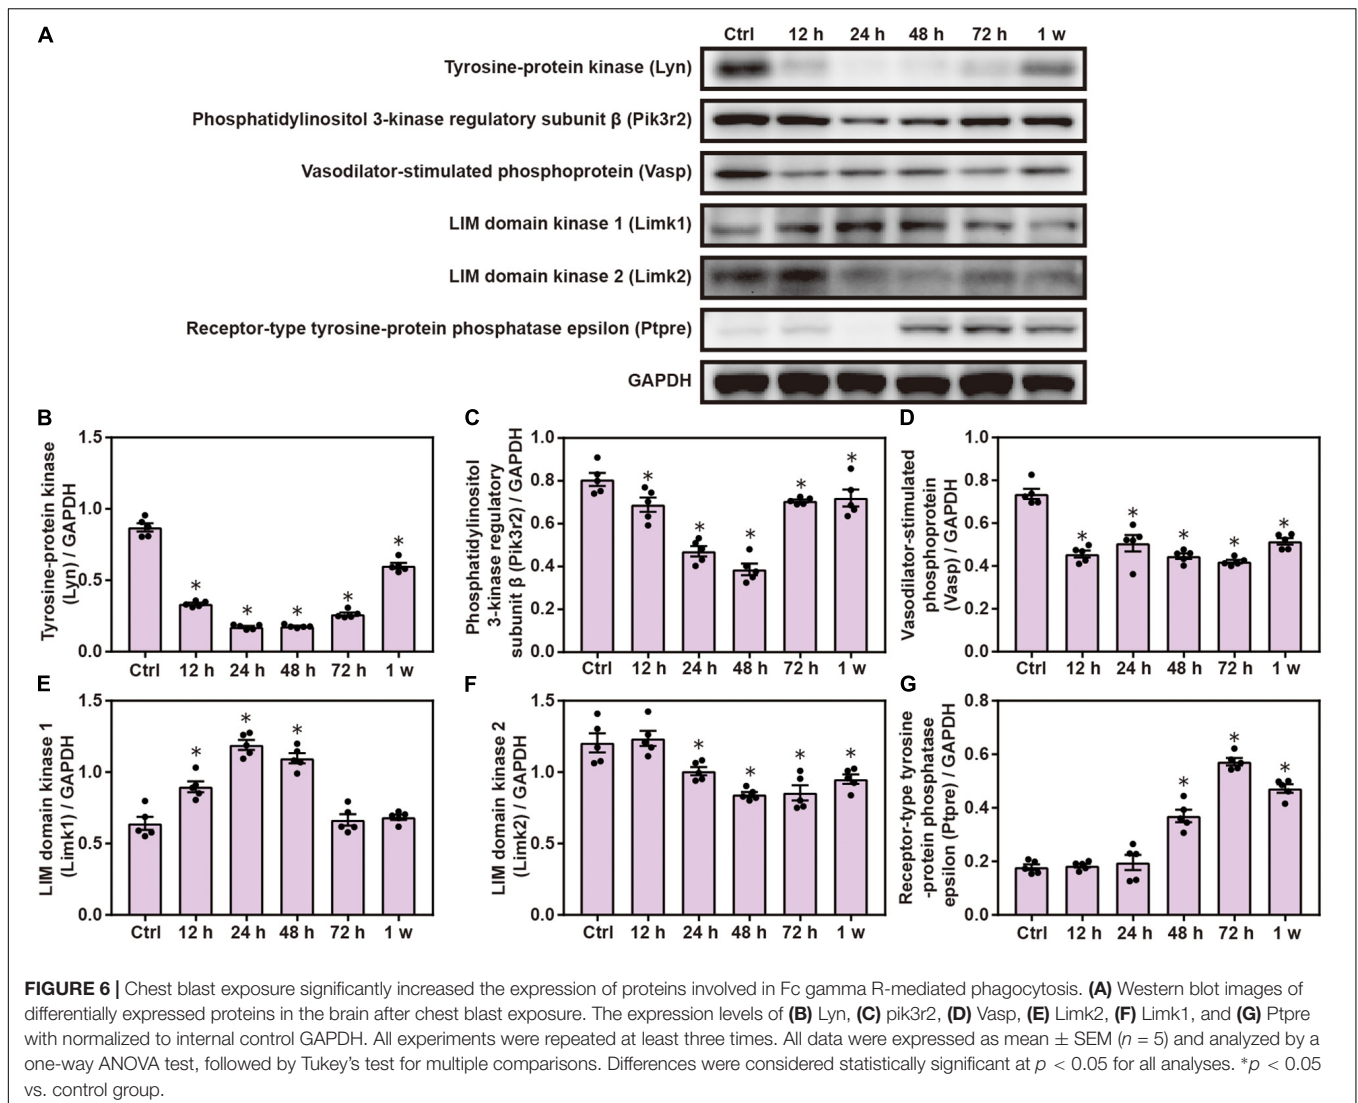 A
Ctrl 12 h 24 h 48 h 72 h 1 w
Tyrosine-protein kinase (Lyn)
Phosphatidylinositol 3-kinase regulatory subunit β (Pik3r2)
Vasodilator-stimulated phosphoprotein (Vasp)
LIM domain kinase 1 (Limk1)
LIM domain kinase 2 (Limk2)
Receptor-type tyrosine-protein phosphatase epsilon (Ptpre)
GAPDH
B
Tyrosine-protein kinase
(Lyn) / GAPDH
1.5
1.0
0.5
0.0
* * * * *
Ctrl 12 h 24 h 48 h 72 h 1 w
C
Phosphatidylinositol
3-kinase regulatory
subunit β (Pik3r2) / GAPDH
1.0
0.8
0.6
0.4
0.2
0.0
* * * * *
Ctrl 12 h 24 h 48 h 72 h 1 w
D
Vasodilator-stimulated
phosphoprotein
(Vasp) / GAPDH
1.0
0.8
0.6
0.4
0.2
0.0
* * * * *
Ctrl 12 h 24 h 48 h 72 h 1 w
E
LIM domain kinase 1
(Limk1) / GAPDH
1.5
1.0
0.5
0.0
* * *
Ctrl 12 h 24 h 48 h 72 h 1 w
F
LIM domain kinase 2
(Limk2) / GAPDH
1.5
1.0
0.5
0.0
* * * *
Ctrl 12 h 24 h 48 h 72 h 1 w
G
Receptor-type tyrosine
-protein phosphatase
epsilon (Ptpre) / GAPDH
0.8
0.6
0.4
0.2
0.0
* * *
Ctrl 12 h 24 h 48 h 72 h 1 w
FIGURE 6 | Chest blast exposure significantly increased the expression of proteins involved in Fc gamma R-mediated phagocytosis. (A) Western blot images of
differentially expressed proteins in the brain after chest blast exposure. The expression levels of (B) Lyn, (C) pik3r2, (D) Vasp, (E) Limk2, (F) Limk1, and (G) Ptpre
with normalized to internal control GAPDH. All experiments were repeated at least three times. All data were expressed as mean ± SEM (n = 5) and analyzed by a
one-way ANOVA test, followed by Tukey's test for multiple comparisons. Differences were considered statistically significant at p < 0.05 for all analyses. *p < 0.05
vs. control group.